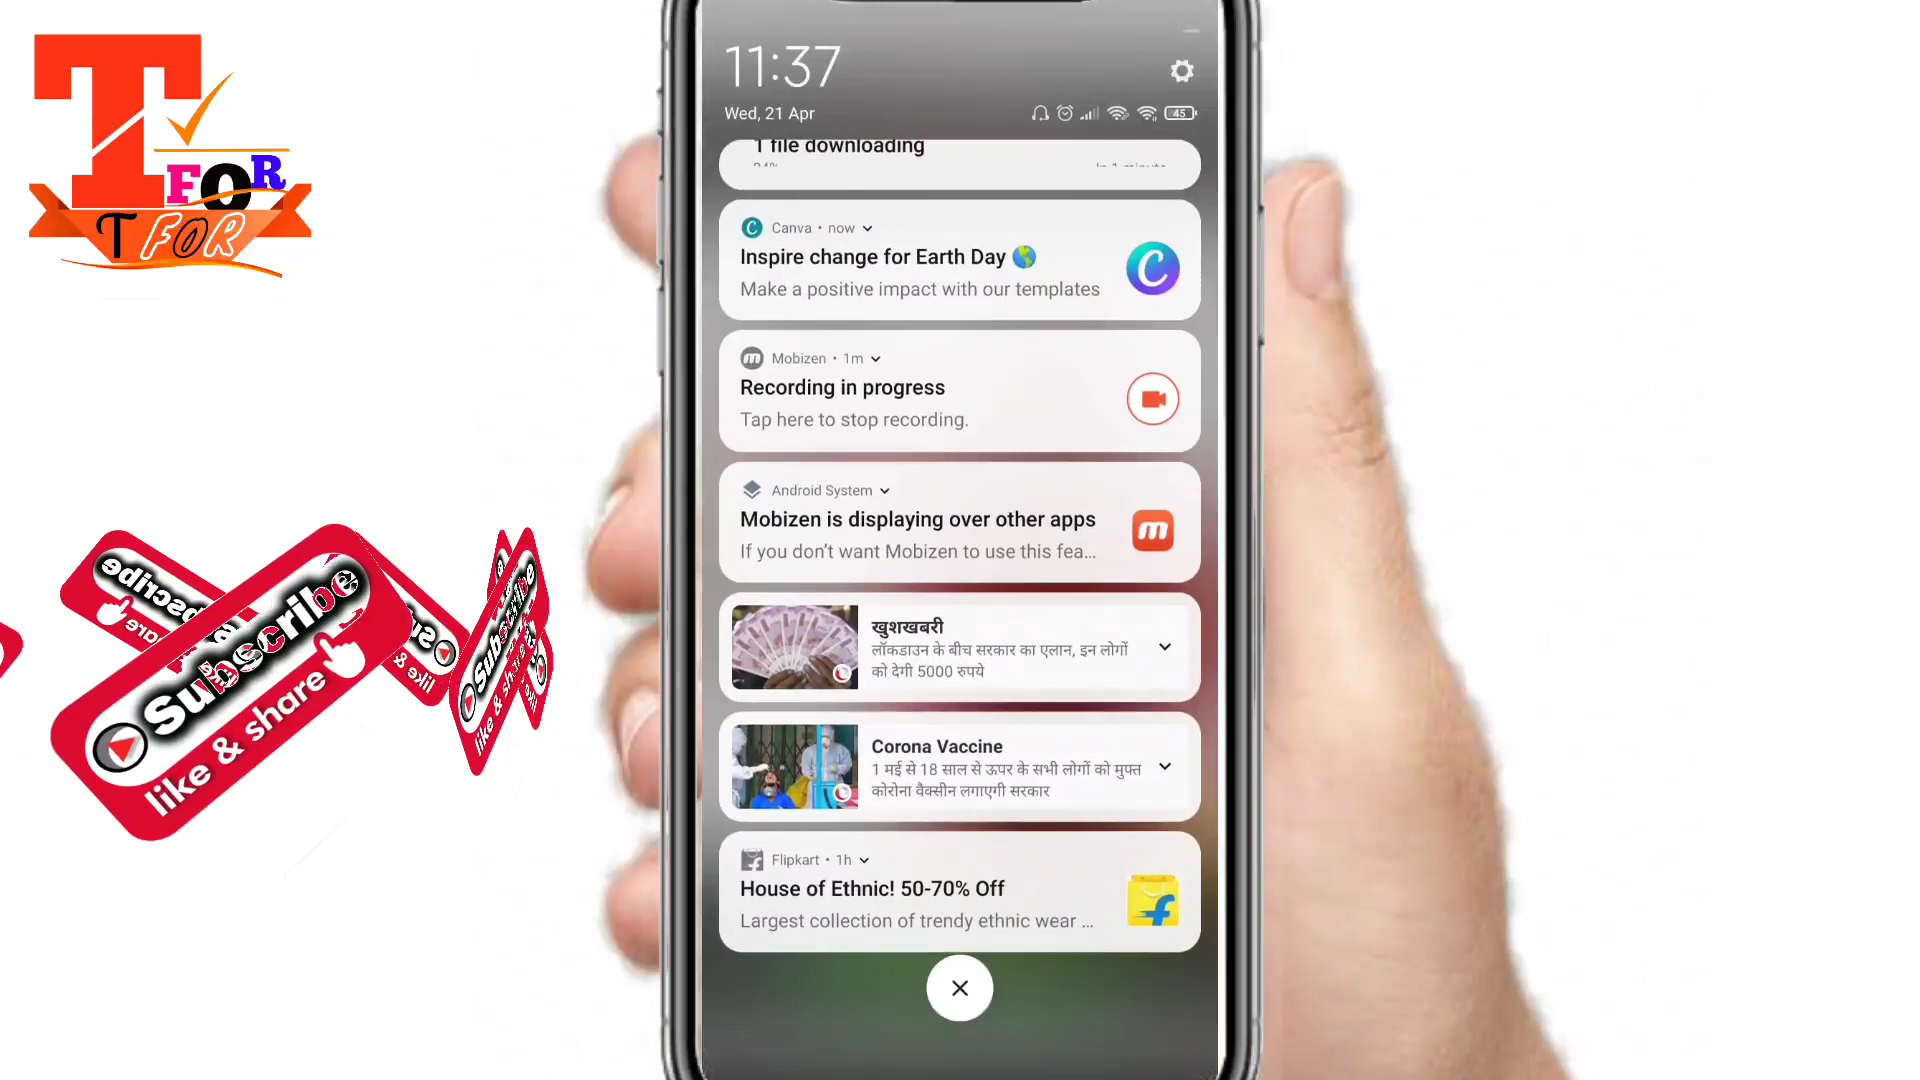 T
FOR
T FOR
11:37
Wed, 21 Apr
45
1 file downloading
Canva • now
Inspire change for Earth Day
Make a positive impact with our templates
Mobizen • 1m
Recording in progress
Tap here to stop recording.
Android System
Mobizen is displaying over other apps
If you don't want Mobizen to use this fea...
खुशखबरी
लॉकडाउन के बीच सरकार का एलान, इन लोगों
को देगी 5000 रुपये
Corona Vaccine
1 मई से 18 साल से ऊपर के सभी लोगों को मुफ्त
कोरोना वैक्सीन लगाएगी सरकार
Flipkart • 1h
House of Ethnic! 50-70% Off
Largest collection of trendy ethnic wear ...
Subscribe
like & share